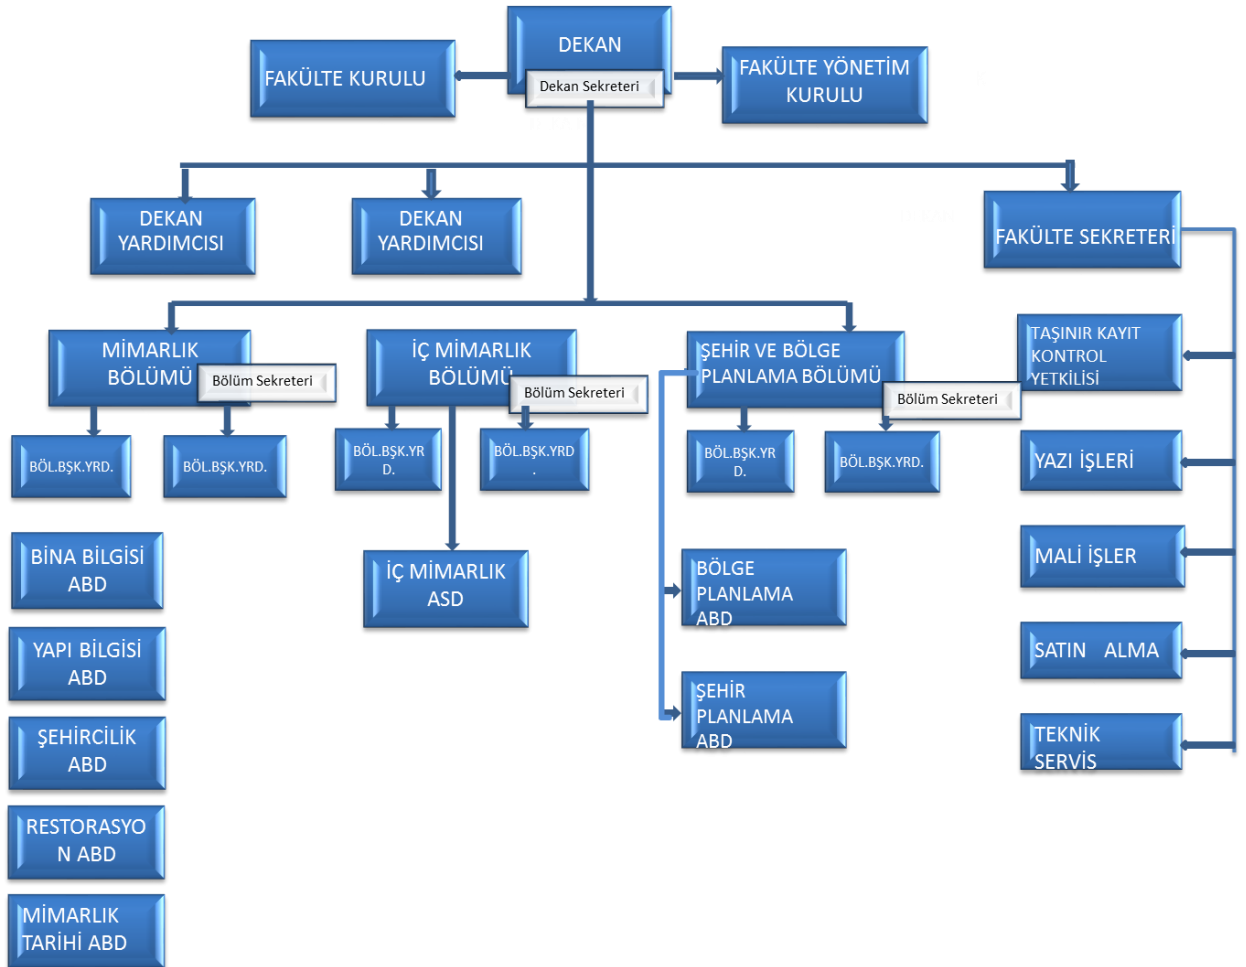 DEKAN
Dekan Sekreteri
FAKÜLTE KURULU
FAKÜLTE YÖNETİM
KURULU
DEKAN
YARDIMCISI
DEKAN
YARDIMCISI
FAKÜLTE SEKRETERİ
MİMARLIK
BÖLÜMÜ
Bölüm Sekreteri
İÇ MİMARLIK
BÖLÜMÜ
Bölüm Sekreteri
ŞEHİR VE BÖLGE
PLANLAMA BÖLÜMÜ
Bölüm Sekreteri
TAŞINIR KAYIT
KONTROL
YETKİLİSİ
BÖL.BŞK.YRD.
BÖL.BŞK.YRD.
BÖL.BŞK.YR
D.
BÖL.BŞK.YRD
.
BÖL.BŞK.YR
D.
BÖL.BŞK.YRD.
YAZI İŞLERİ
BİNA BİLGİSİ
ABD
İÇ MİMARLIK
ASD
BÖLGE
PLANLAMA
ABD
MALİ İŞLER
YAPI BİLGİSİ
ABD
ŞEHİR
PLANLAMA
ABD
SATIN ALMA
ŞEHİRCİLİK
ABD
TEKNİK
SERVİS
RESTORASYO
N ABD
MİMARLIK
TARİHİ ABD